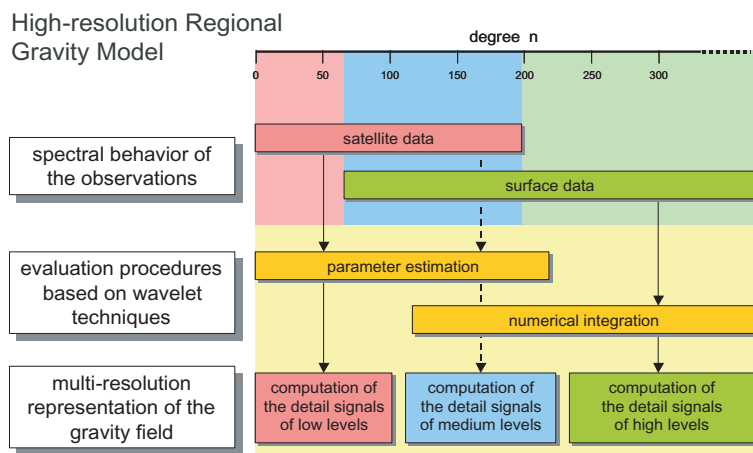 High-resolution Regional
Gravity Model
degree n
0 50 100 150 200 250 300
satellite data
spectral behavior of
the observations
surface data
evaluation procedures
based on wavelet
techniques
parameter estimation
numerical integration
multi-resolution
representation of the
gravity field
computation of
the detail signals
of low levels
computation of
the detail signals
of medium levels
computation of
the detail signals
of high levels